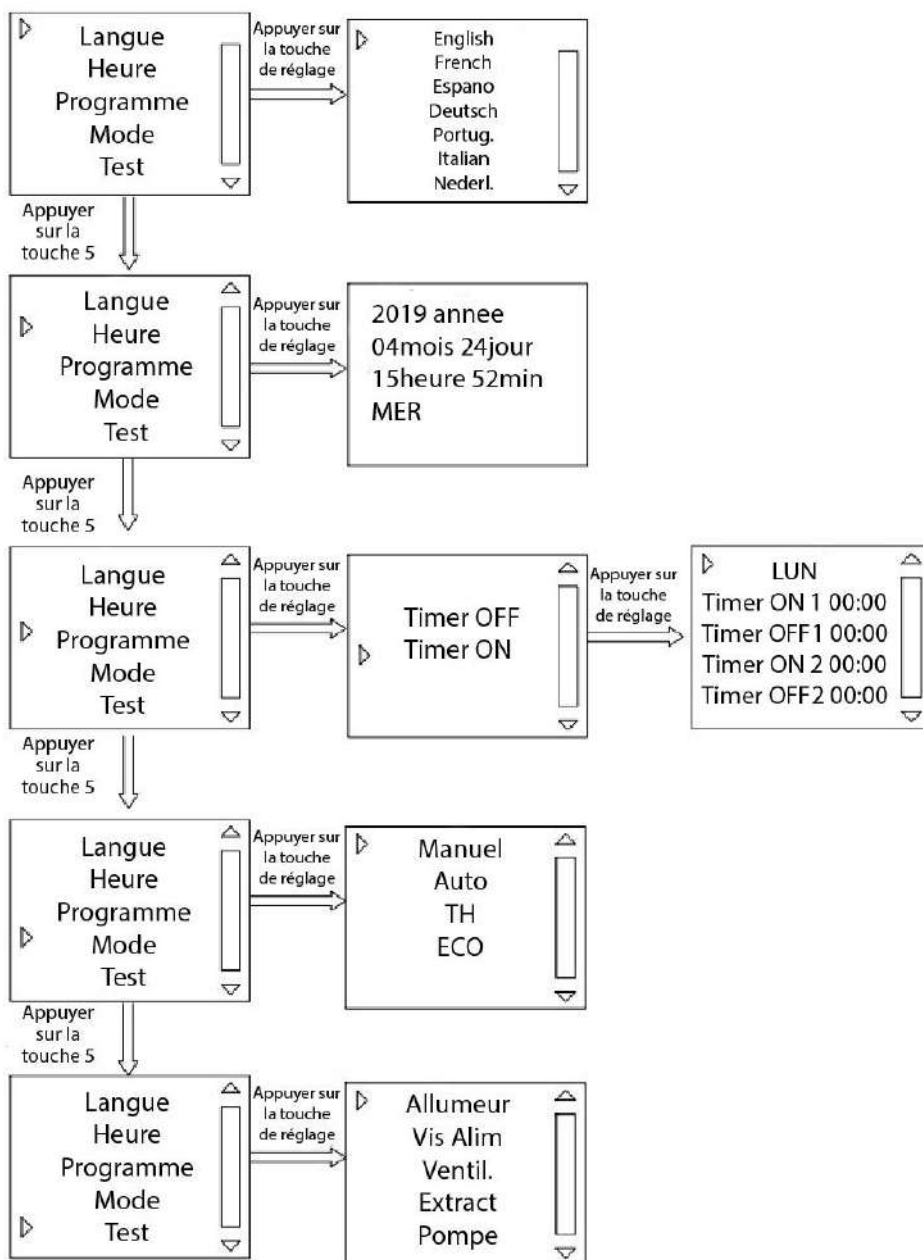 Langue
Heure
Programme
Mode
Test
Appuyer sur
la touche
de réglage
English
French
Espano
Deutsch
Portug.
Italian
Nederl.
Appuyer
sur la
touche 5
Langue
Heure
Programme
Mode
Test
Appuyer sur
la touche
de réglage
2019 annee
04mois 24jour
15heure 52min
MER
Appuyer
sur la
touche 5
Langue
Heure
Programme
Mode
Test
Appuyer sur
la touche
de réglage
Timer OFF
Timer ON
Appuyer sur
la touche
de réglage
LUN
Timer ON 1 00:00
Timer OFF1 00:00
Timer ON 2 00:00
Timer OFF2 00:00
Appuyer
sur la
touche 5
Langue
Heure
Programme
Mode
Test
Appuyer sur
la touche
de réglage
Manuel
Auto
TH
ECO
Appuyer
sur la
touche 5
Langue
Heure
Programme
Mode
Test
Appuyer sur
la touche
de réglage
Allumeur
Vis Alim
Ventil.
Extract
Pompe